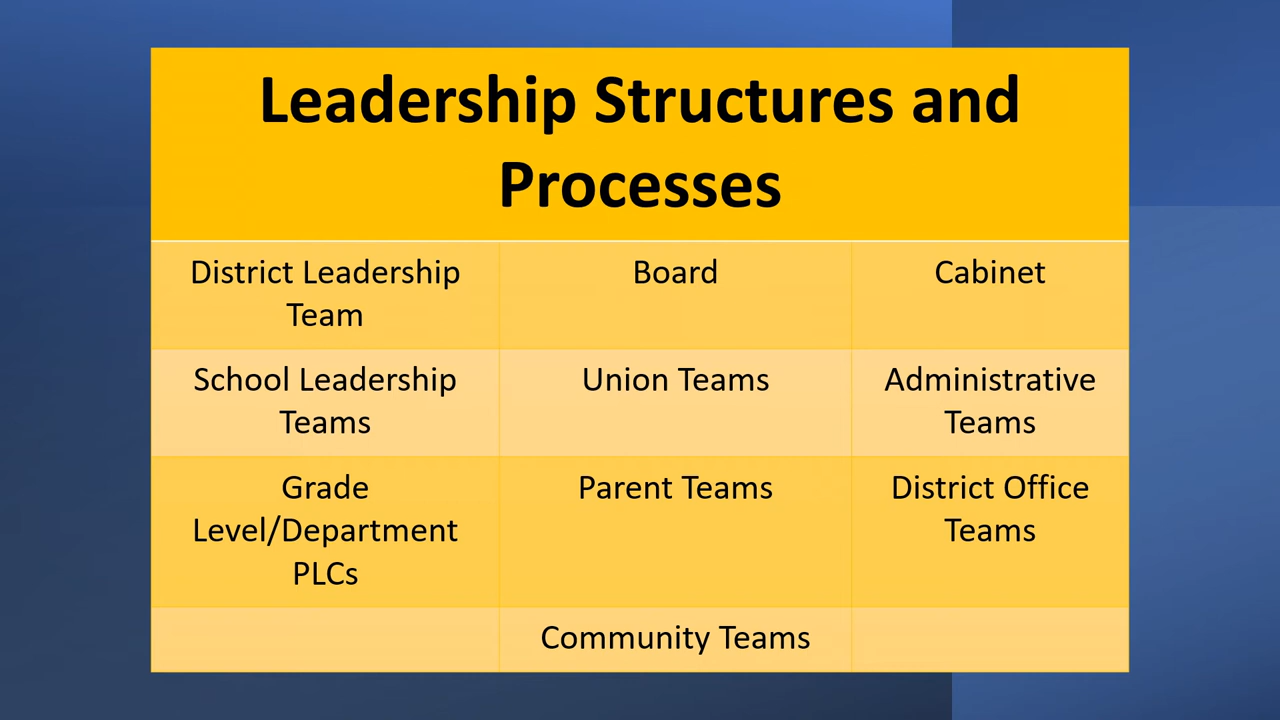 Leadership Structures and
Processes
District Leadership
Team
Board
Cabinet
School Leadership
Teams
Union Teams
Administrative
Teams
Grade
Level/Department
PLCs
Parent Teams
District Office
Teams
Community Teams